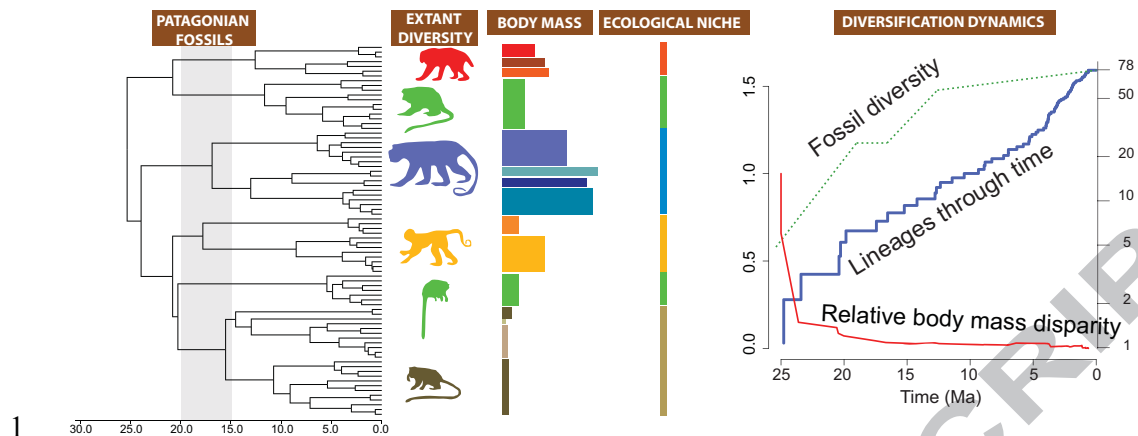 PATAGONIAN
FOSSILS
EXTANT
DIVERSITY
BODY MASS
ECOLOGICAL NICHE
DIVERSIFICATION DYNAMICS
Fossil diversity
Lineages through time
Relative body mass disparity
1.5
1.0
0.5
0.0
78
50
20
10
5
2
1
25 20 15 10 5 0
Time (Ma)
30.0 25.0 20.0 15.0 10.0 5.0 0.0
1
CRIP